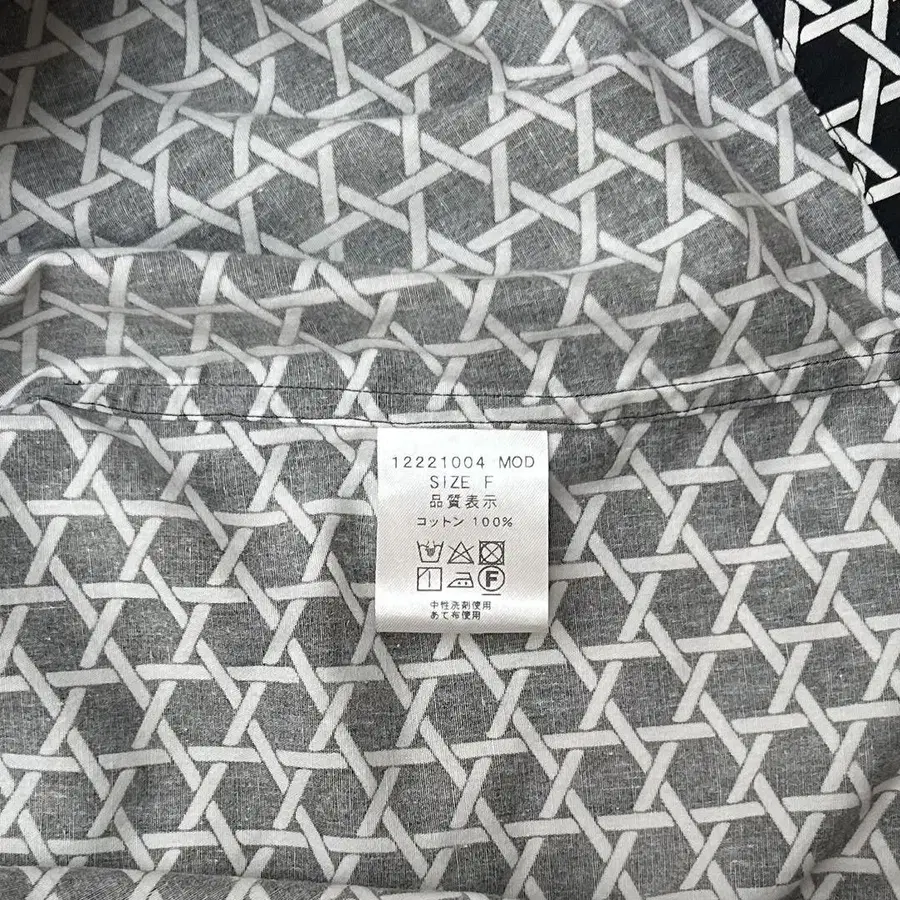 12221004 MOD
SIZE F
品質表示
コットン 100%
F
中性洗剤使用
あて布使用